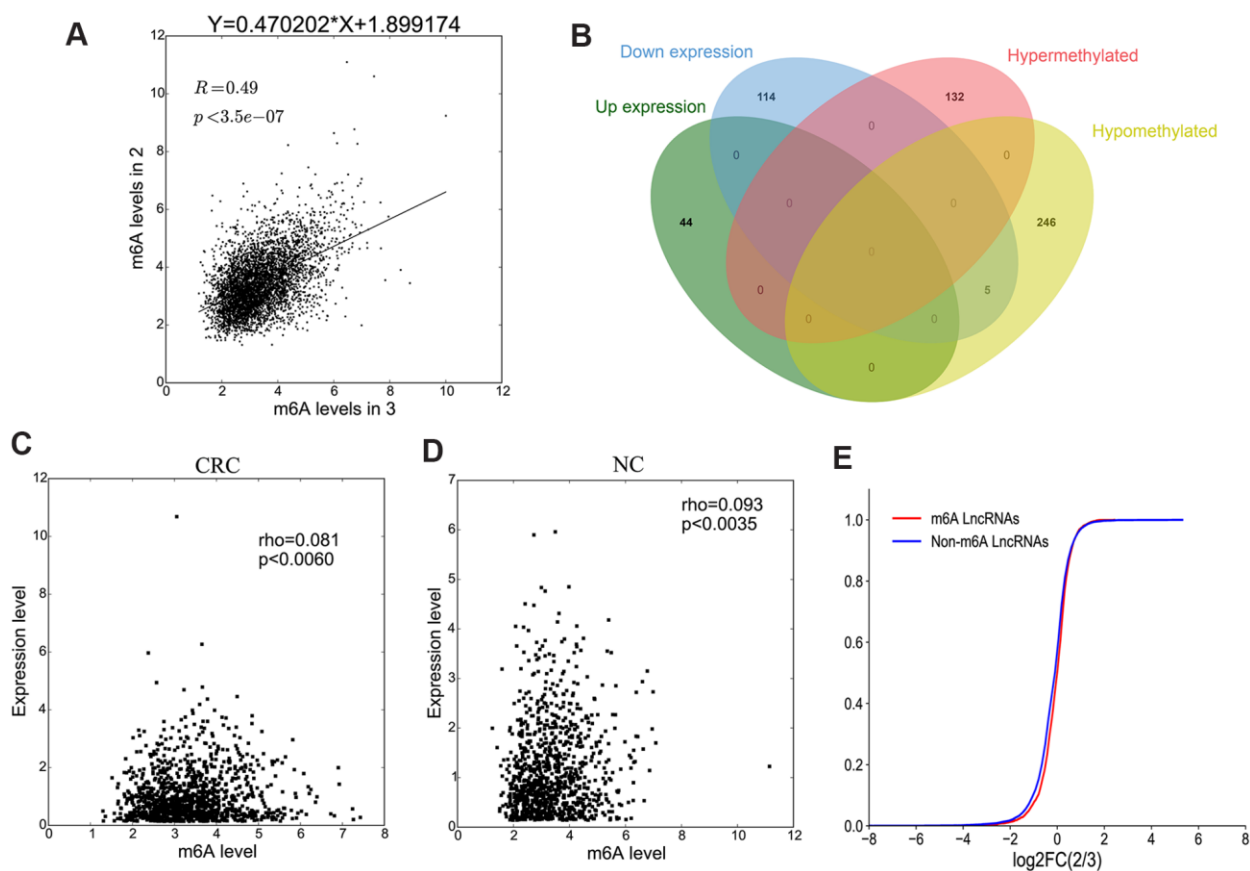 A
Y=0.470202*X+1.899174
12
10
8
6
4
2
0
R=0.49
p<3.5e−07
m6A levels in 2
0 2 4 6 8 10 12
m6A levels in 3
B
Down expression
Hypermethylated
Up expression
Hypomethylated
114
132
0
0
0
0
0
44
246
0
0
5
0
0
0
C
CRC
12
10
8
6
4
2
0
rho=0.081
p<0.0060
Expression level
0 1 2 3 4 5 6 7 8
m6A level
D
NC
7
6
5
4
3
2
1
0
rho=0.093
p<0.0035
Expression level
0 2 4 6 8 10 12
m6A level
E
m6A LncRNAs
Non-m6A LncRNAs
1.0
0.8
0.6
0.4
0.2
0.0
−8 −6 −4 −2 0 2 4 6 8
log2FC(2/3)